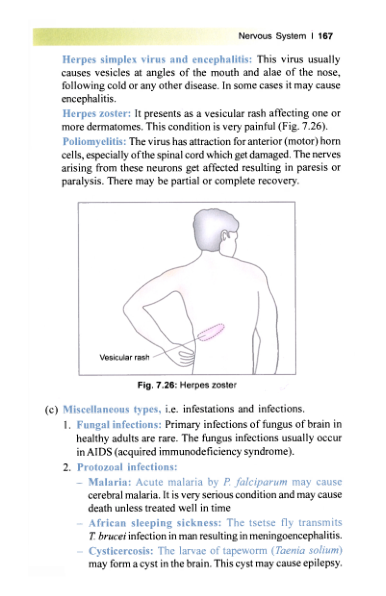 Nervous System | 167
Herpes simplex virus and encephalitis: This virus usually
causes vesicles at angles of the mouth and alae of the nose,
following cold or any other disease. In some cases it may cause
encephalitis.
Herpes zoster: It presents as a vesicular rash affecting one or
more dermatomes. This condition is very painful (Fig. 7.26).
Poliomyelitis: The virus has attraction for anterior (motor) horn
cells, especially of the spinal cord which get damaged. The nerves
arising from these neurons get affected resulting in paresis or
paralysis. There may be partial or complete recovery.
Vesicular rash
Fig. 7.26: Herpes zoster
(c) Miscellaneous types, i.e. infestations and infections.
1. Fungal infections: Primary infections of fungus of brain in
healthy adults are rare. The fungus infections usually occur
in AIDS (acquired immunodeficiency syndrome).
2. Protozoal infections:
– Malaria: Acute malaria by P. falciparum may cause
cerebral malaria. It is very serious condition and may cause
death unless treated well in time
– African sleeping sickness: The tsetse fly transmits
T. brucei infection in man resulting in meningoencephalitis.
– Cysticercosis: The larvae of tapeworm (Taenia solium)
may form a cyst in the brain. This cyst may cause epilepsy.